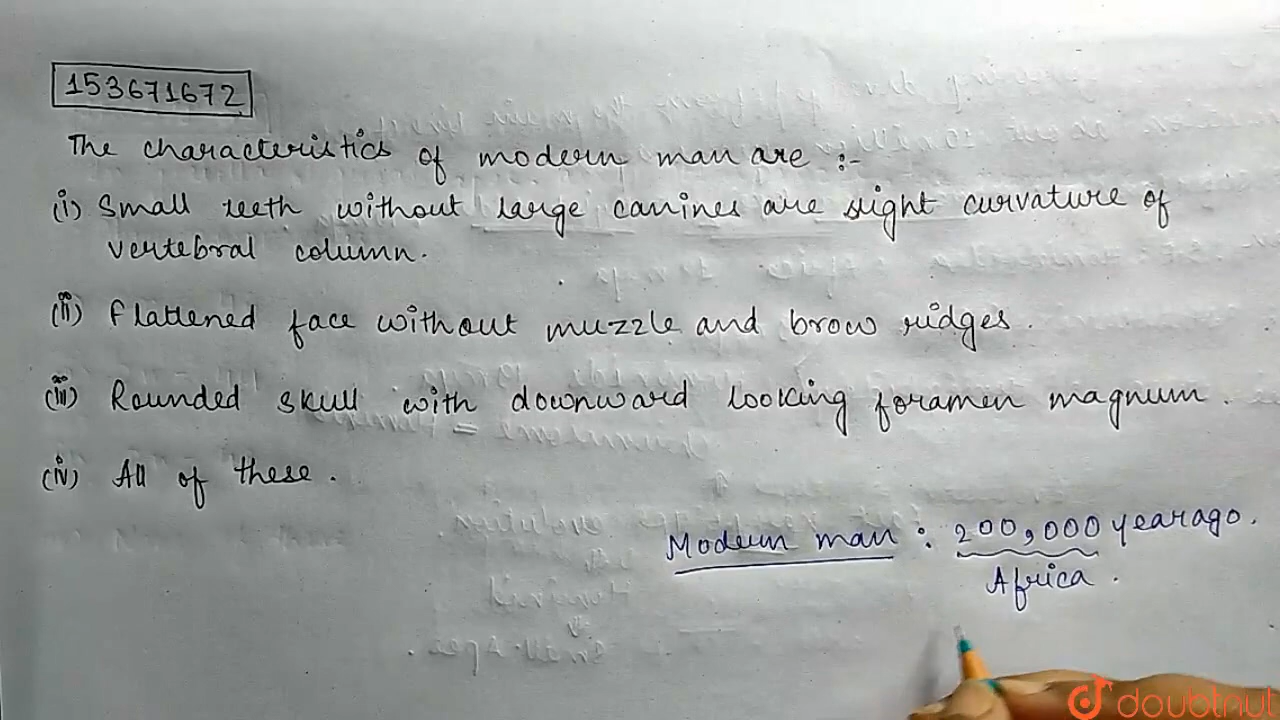 153671672
The characteristics of modern man are :-
(i) Small teeth without large canines are slight curvature of
vertebral column.
(ii) Flattened face without muzzle and brow ridges.
(iii) Rounded skull with downward looking foramen magnum.
(iv) All of these.
Modern man : 200,000 year ago.
Africa.
doubtnut